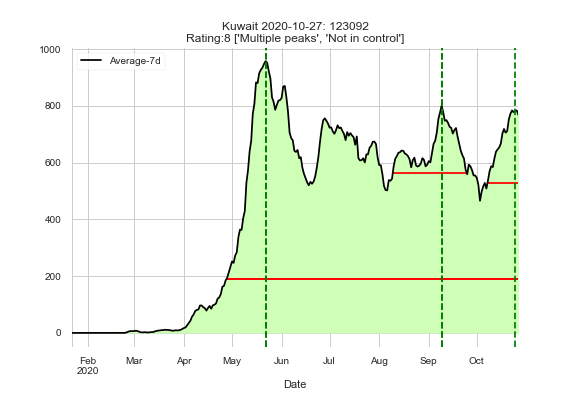 Kuwait 2020-10-27: 123092
Rating:8 ['Multiple peaks', 'Not in control']
1000
Average-7d
800
600
400
200
0
Feb Mar Apr May Jun Jul Aug Sep Oct
2020
Date